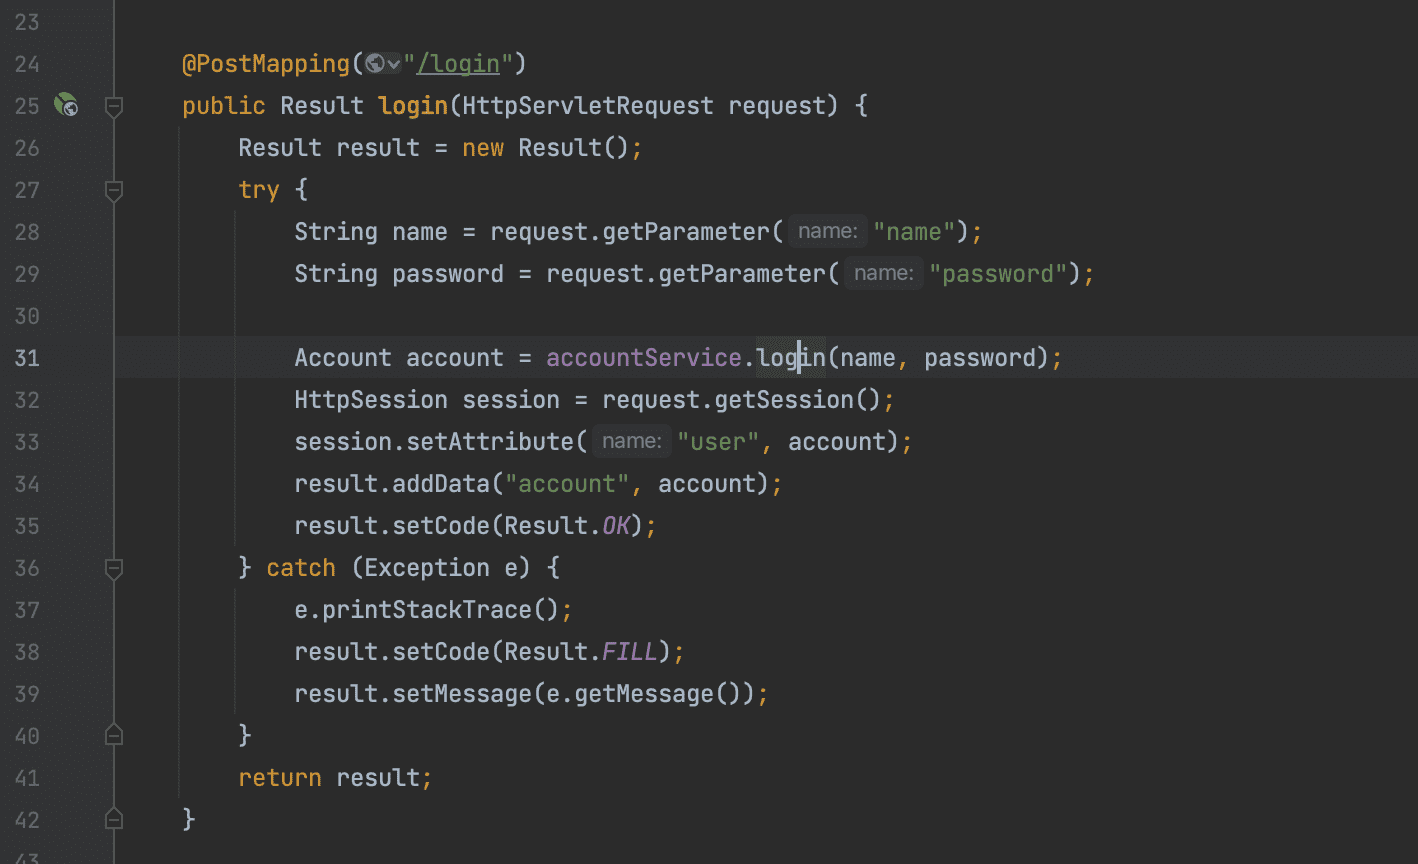 23
24 @PostMapping("/login")
25 public Result login(HttpServletRequest request) {
26 Result result = new Result();
27 try {
28 String name = request.getParameter( name: "name");
29 String password = request.getParameter( name: "password");
30
31 Account account = accountService.login(name, password);
32 HttpSession session = request.getSession();
33 session.setAttribute( name: "user", account);
34 result.addData("account", account);
35 result.setCode(Result.OK);
36 } catch (Exception e) {
37 e.printStackTrace();
38 result.setCode(Result.FILL);
39 result.setMessage(e.getMessage());
40 }
41 return result;
42 }
43